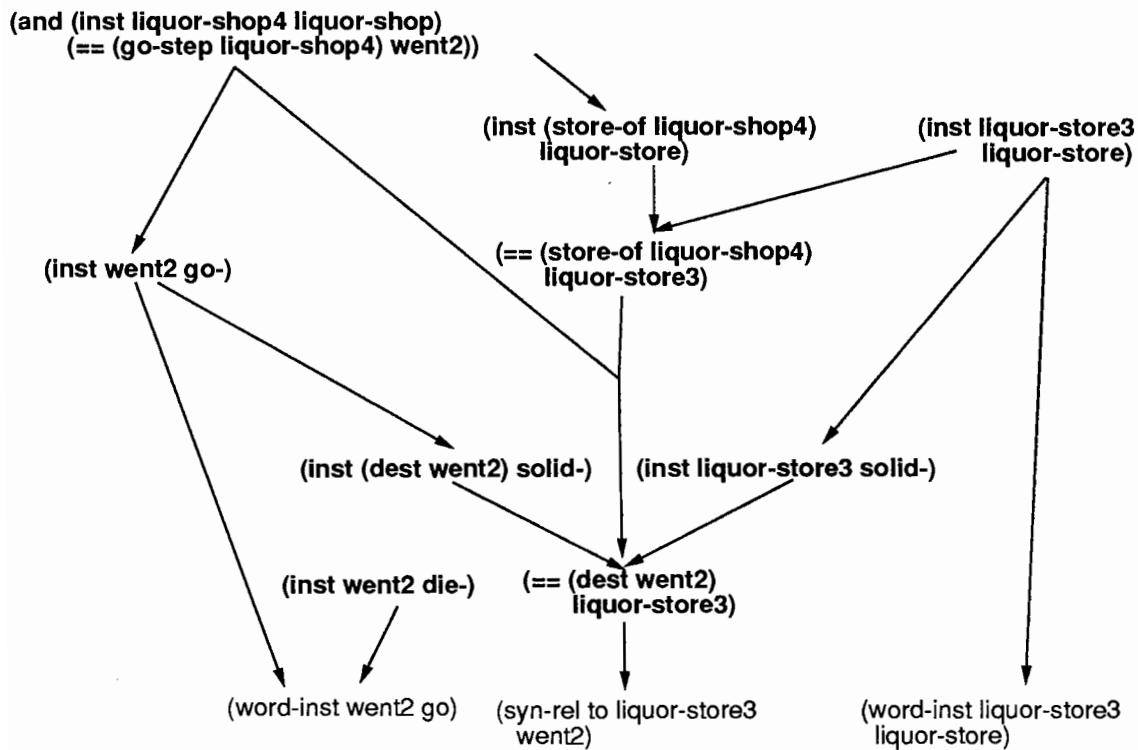 (and (inst liquor-shop4 liquor-shop)
(== (go-step liquor-shop4) went2))
(inst (store-of liquor-shop4)
liquor-store)
(inst liquor-store3
liquor-store)
(== (store-of liquor-shop4)
liquor-store3)
(inst went2 go-)
(inst (dest went2) solid-)
(inst liquor-store3 solid-)
(inst went2 die-)
(== (dest went2)
liquor-store3)
(word-inst went2 go)
(syn-rel to liquor-store3
went2)
(word-inst liquor-store3
liquor-store)